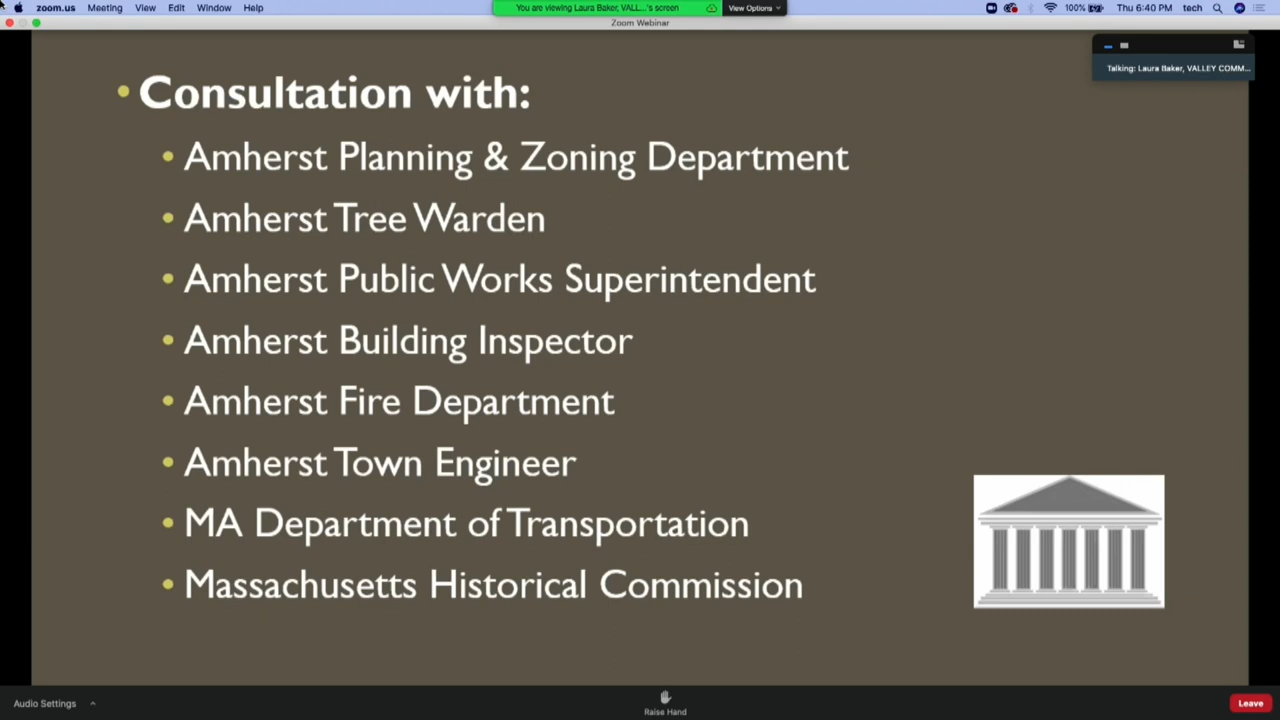 zoom.us Meeting View Edit Window Help
You are viewing Laura Baker, VALL...'s screen View Options
100% Thu 6:40 PM tech
Zoom Webinar
Talking: Laura Baker, VALLEY COMM...
• Consultation with:
• Amherst Planning & Zoning Department
• Amherst Tree Warden
• Amherst Public Works Superintendent
• Amherst Building Inspector
• Amherst Fire Department
• Amherst Town Engineer
• MA Department of Transportation
• Massachusetts Historical Commission
Audio Settings
Raise Hand
Leave